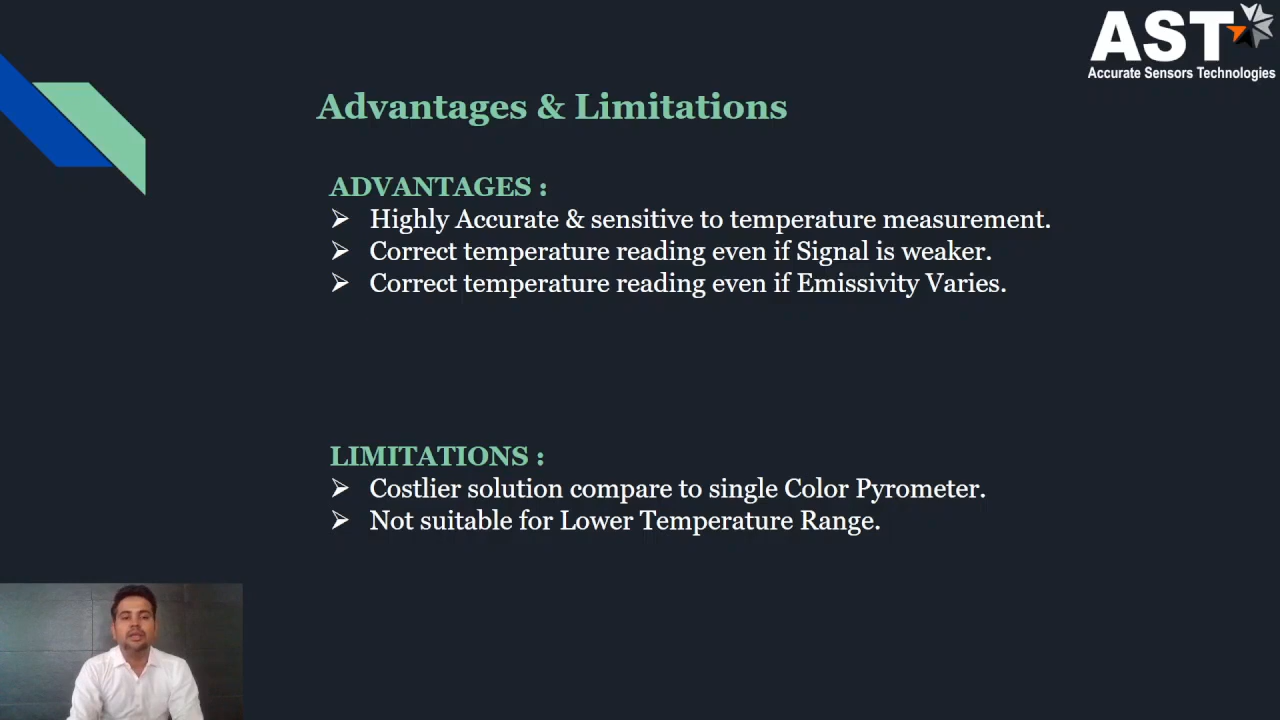 AST
Accurate Sensors Technologies
Advantages & Limitations
ADVANTAGES :
➢ Highly Accurate & sensitive to temperature measurement.
➢ Correct temperature reading even if Signal is weaker.
➢ Correct temperature reading even if Emissivity Varies.
LIMITATIONS :
➢ Costlier solution compare to single Color Pyrometer.
➢ Not suitable for Lower Temperature Range.